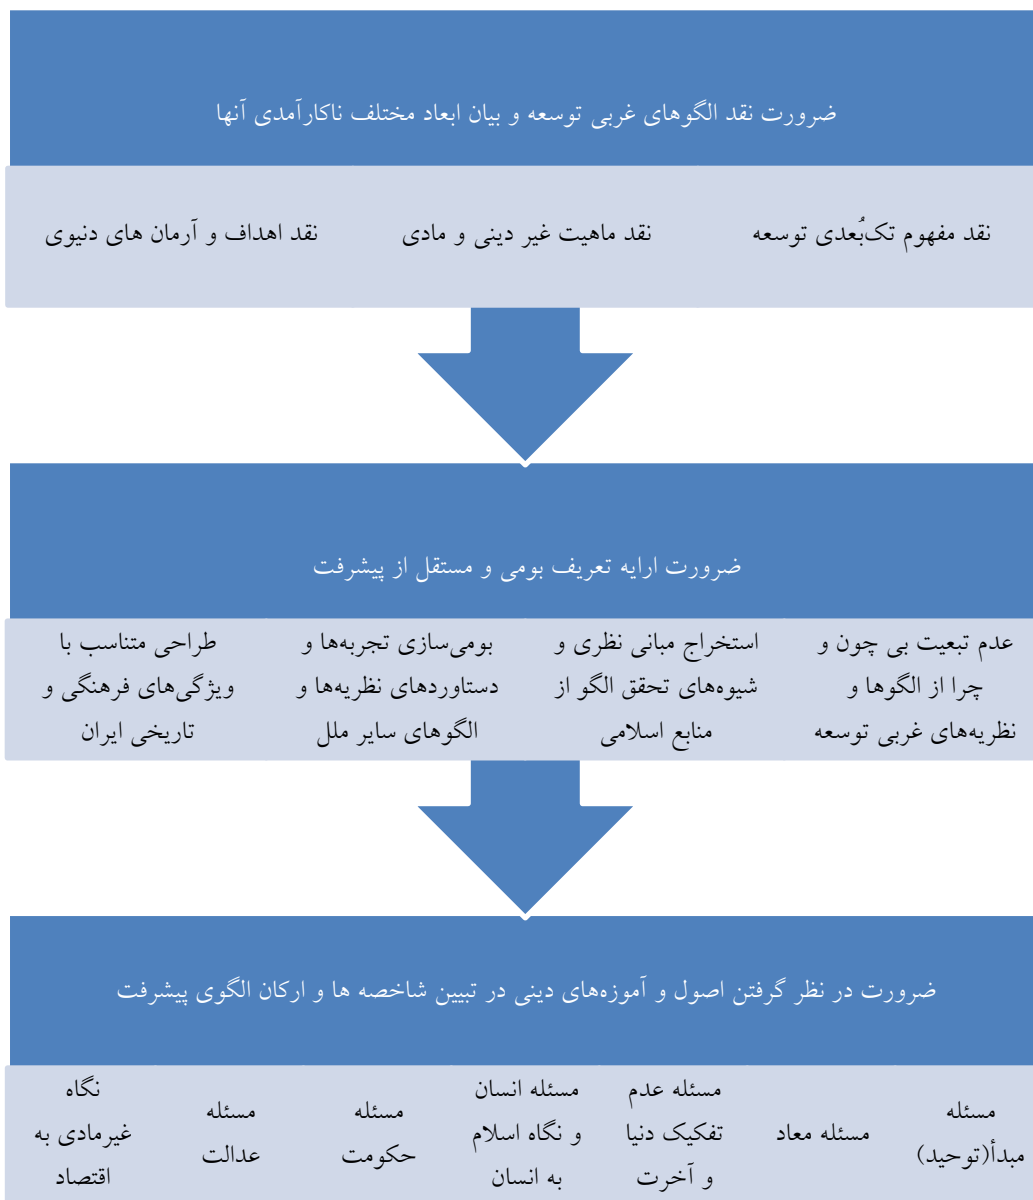 ضرورت نقد الگوهای غربی توسعه و بیان ابعاد مختلف ناکارآمدی آنها
نقد مفهوم تک‌بُعدی توسعه
نقد ماهیت غیر دینی و مادی
نقد اهداف و آرمان های دنیوی
ضرورت ارایه تعریف بومی و مستقل از پیشرفت
عدم تبعیت بی چون و
چرا از الگوها و
نظریه‌های غربی توسعه
استخراج مبانی نظری و
شیوه‌های تحقق الگو از
منابع اسلامی
بومی‌سازی تجربه‌ها و
دستاوردهای نظریه‌ها و
الگوهای سایر ملل
طراحی متناسب با
ویژگی‌های فرهنگی و
تاریخی ایران
ضرورت در نظر گرفتن اصول و آموزه‌های دینی در تبیین شاخصه ها و ارکان الگوی پیشرفت
مسئله
مبدأ(توحید)
مسئله معاد
مسئله عدم
تفکیک دنیا
و آخرت
مسئله انسان
و نگاه اسلام
به انسان
مسئله
حکومت
مسئله
عدالت
نگاه
غیرمادی به
اقتصاد